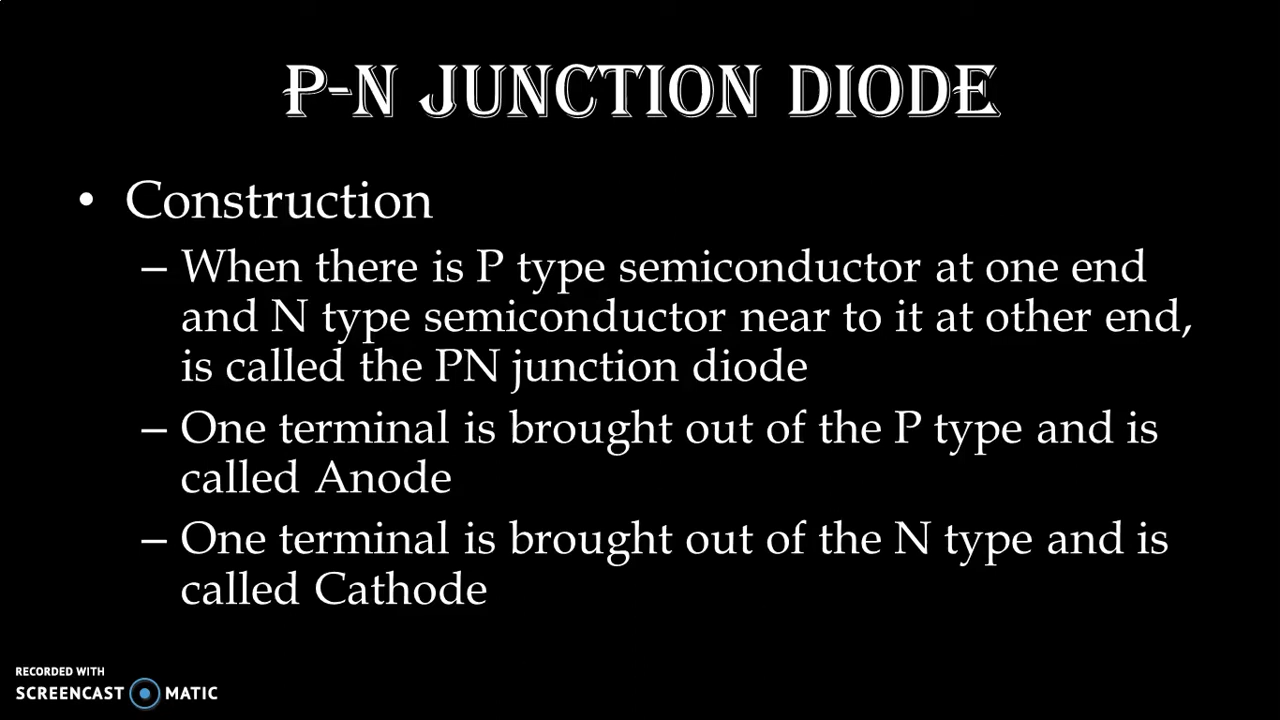 P-N JUNCTION DIODE
• Construction
– When there is P type semiconductor at one end
and N type semiconductor near to it at other end,
is called the PN junction diode
– One terminal is brought out of the P type and is
called Anode
– One terminal is brought out of the N type and is
called Cathode
RECORDED WITH
SCREENCAST MATIC